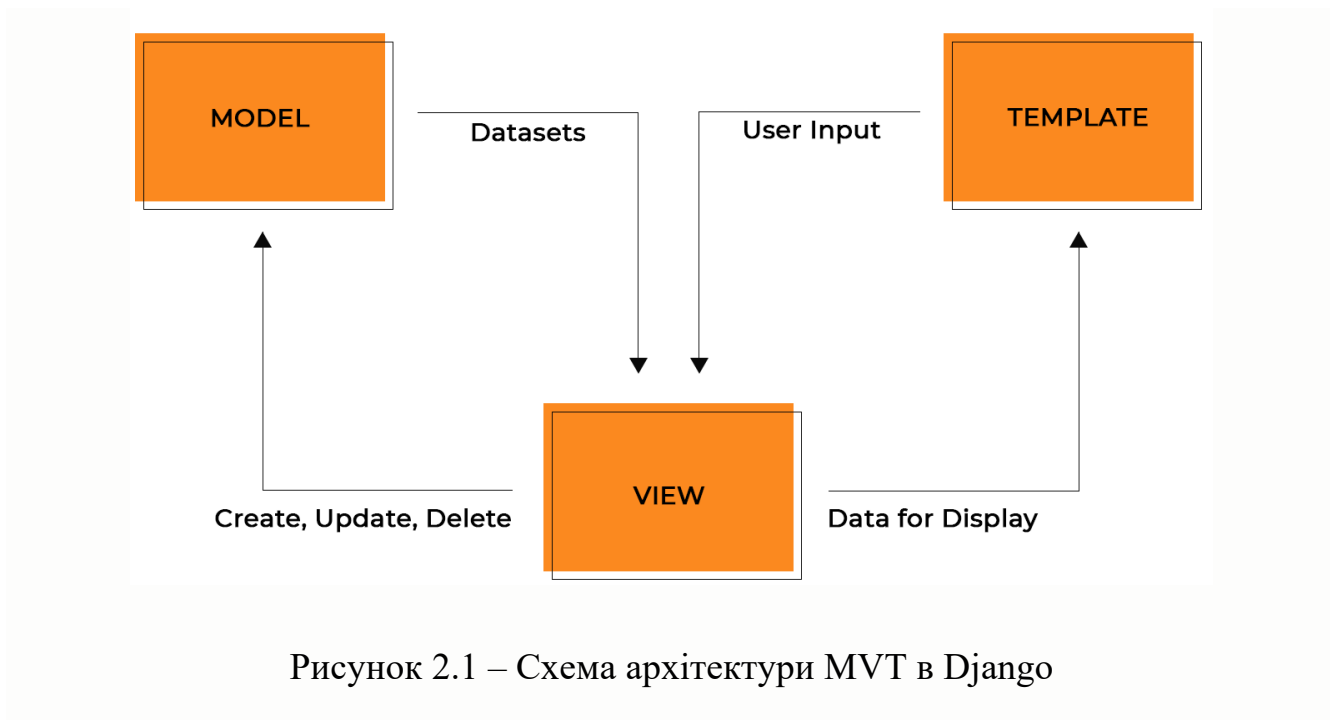 MODEL
Datasets
User Input
TEMPLATE
Create, Update, Delete
VIEW
Data for Display
Рисунок 2.1 – Схема архітектури MVT в Django